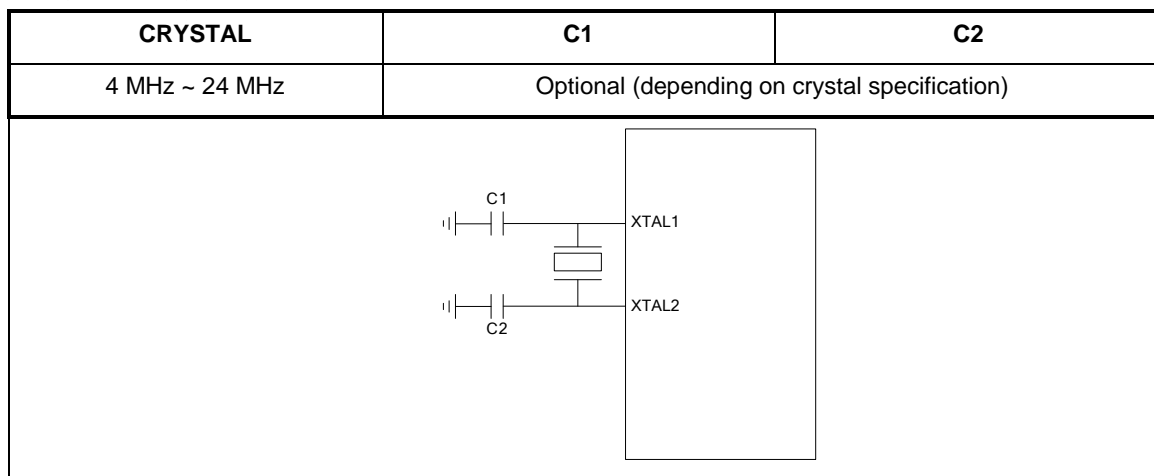 CRYSTAL C1 C2
4 MHz ~ 24 MHz Optional (depending on crystal specification)
C1
XTAL1
XTAL2
C2